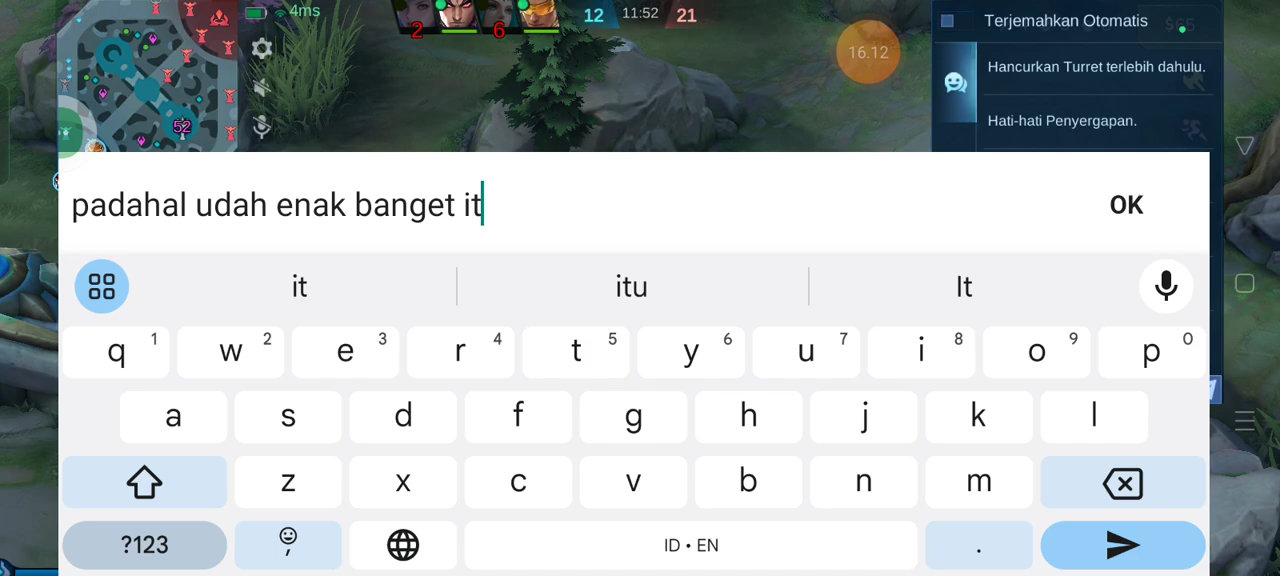 4ms
2
6
12 11:52 21
16.12
Terjemahkan Otomatis
$65
Hancurkan Turret terlebih dahulu.
Hati-hati Penyergapan.
52
padahal udah enak banget it
OK
it itu It
q 1 w 2 e 3 r 4 t 5 y 6 u 7 i 8 o 9 p 0
a s d f g h j k l
z x c v b n m
?123 , ID • EN .